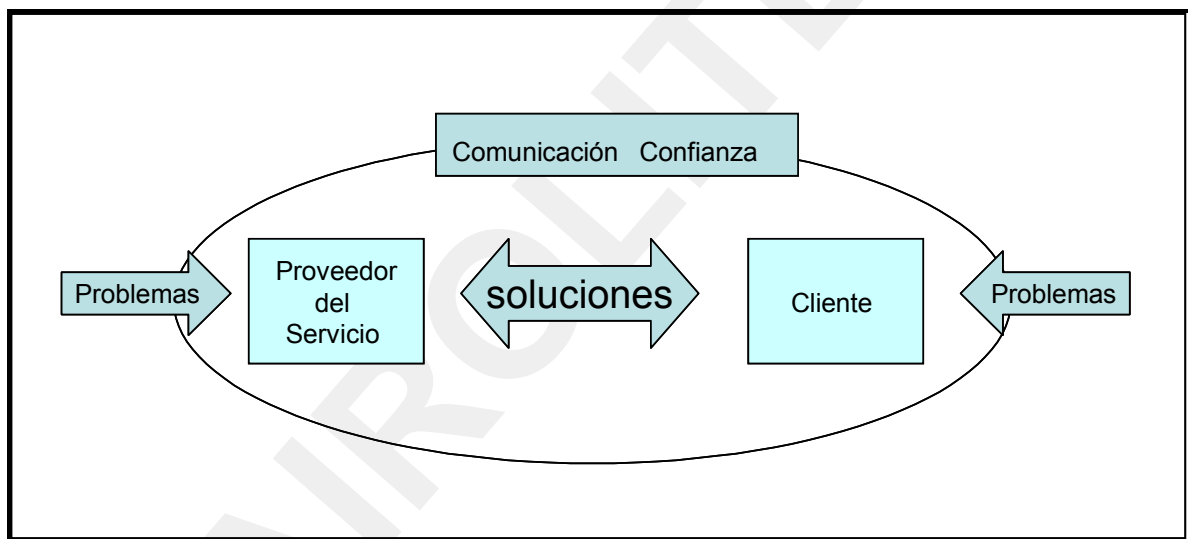 Comunicación Confianza
Problemas
Proveedor
del
Servicio
soluciones
Cliente
Problemas